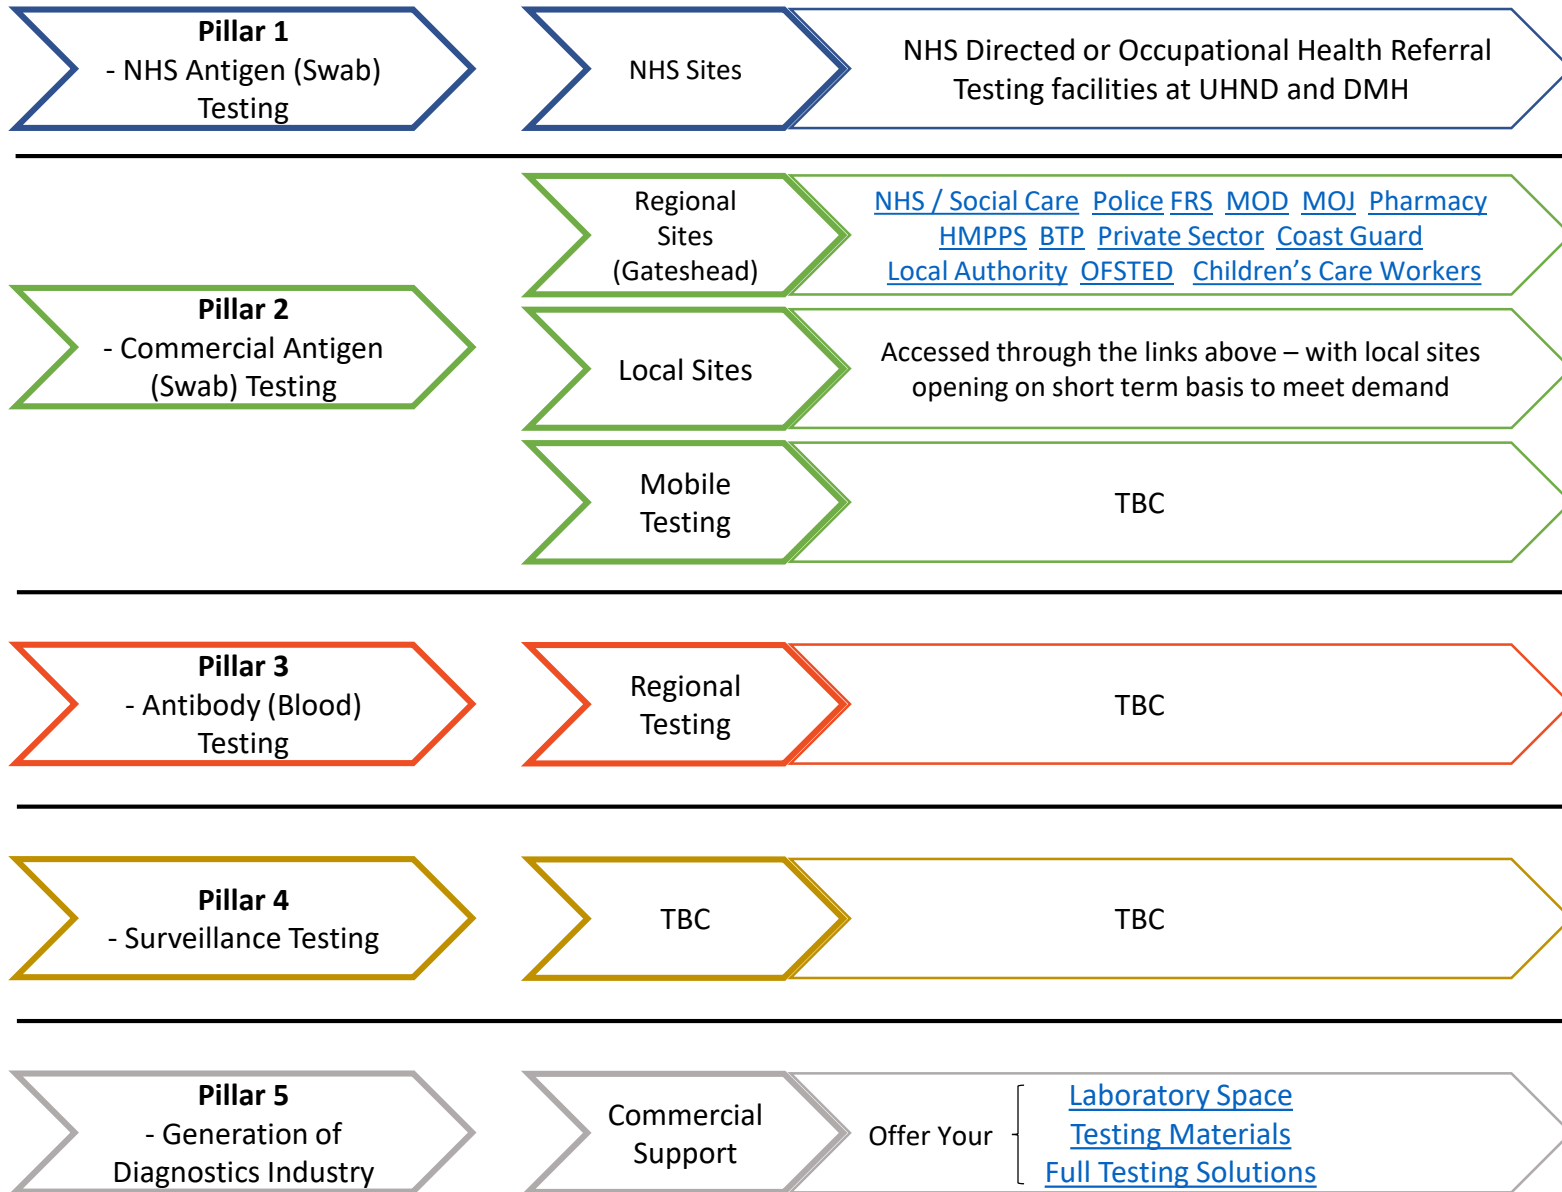 Pillar 1
- NHS Antigen (Swab)
Testing
NHS Sites
NHS Directed or Occupational Health Referral
Testing facilities at UHND and DMH
Pillar 2
- Commercial Antigen
(Swab) Testing
Regional
Sites
(Gateshead)
NHS / Social Care Police FRS MOD MOJ Pharmacy
HMPPS BTP Private Sector Coast Guard
Local Authority OFSTED Children’s Care Workers
Local Sites
Accessed through the links above – with local sites
opening on short term basis to meet demand
Mobile
Testing
TBC
Pillar 3
- Antibody (Blood)
Testing
Regional
Testing
TBC
Pillar 4
- Surveillance Testing
TBC
TBC
Pillar 5
- Generation of
Diagnostics Industry
Commercial
Support
Offer Your
Laboratory Space
Testing Materials
Full Testing Solutions